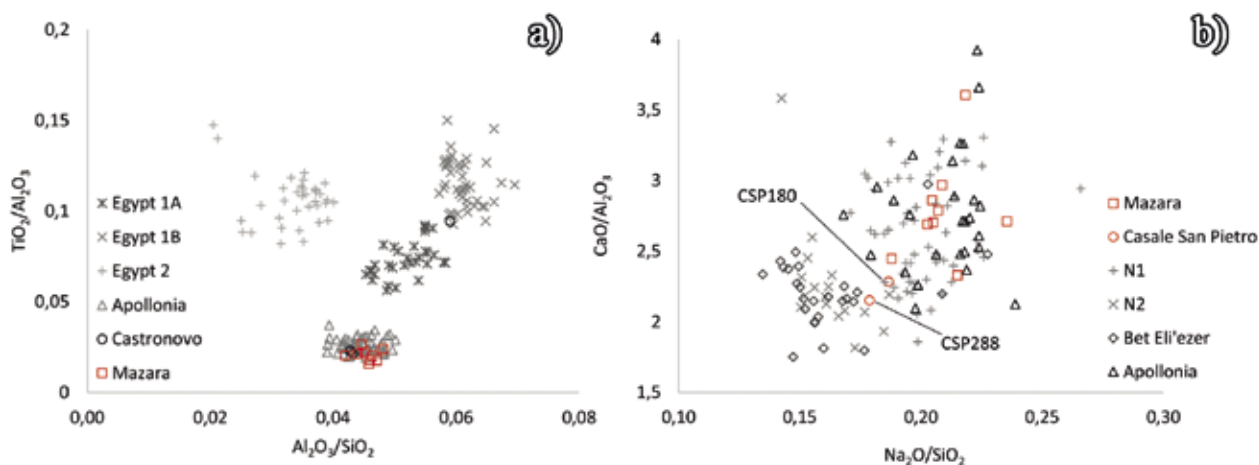 a)
0,2
0,15
0,1
0,05
0
TiO₂/Al₂O₃
Egypt 1A
Egypt 1B
Egypt 2
Apollonia
Castronovo
Mazara
0,00 0,02 0,04 0,06 0,08
Al₂O₃/SiO₂
b)
4
3,5
3
2,5
2
1,5
CaO/Al₂O₃
CSP180
CSP288
Mazara
Casale San Pietro
N1
N2
Bet Eli'ezer
Apollonia
0,10 0,15 0,20 0,25 0,30
Na₂O/SiO₂